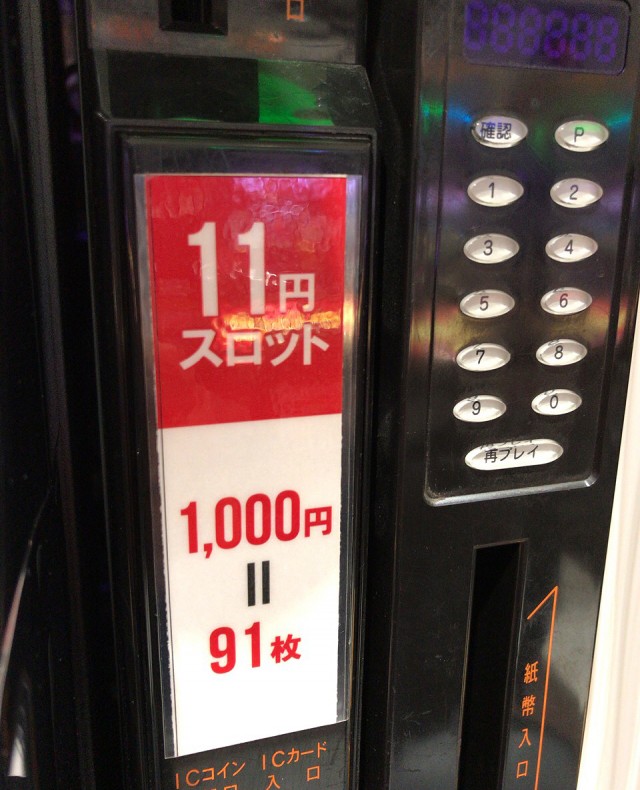 口
11円
スロット
1,000円
||
91枚
ICコイン ICカード
入 口
確認 P
1 2
3 4
5 6
7 8
9 0
再プレイ
紙幣入口